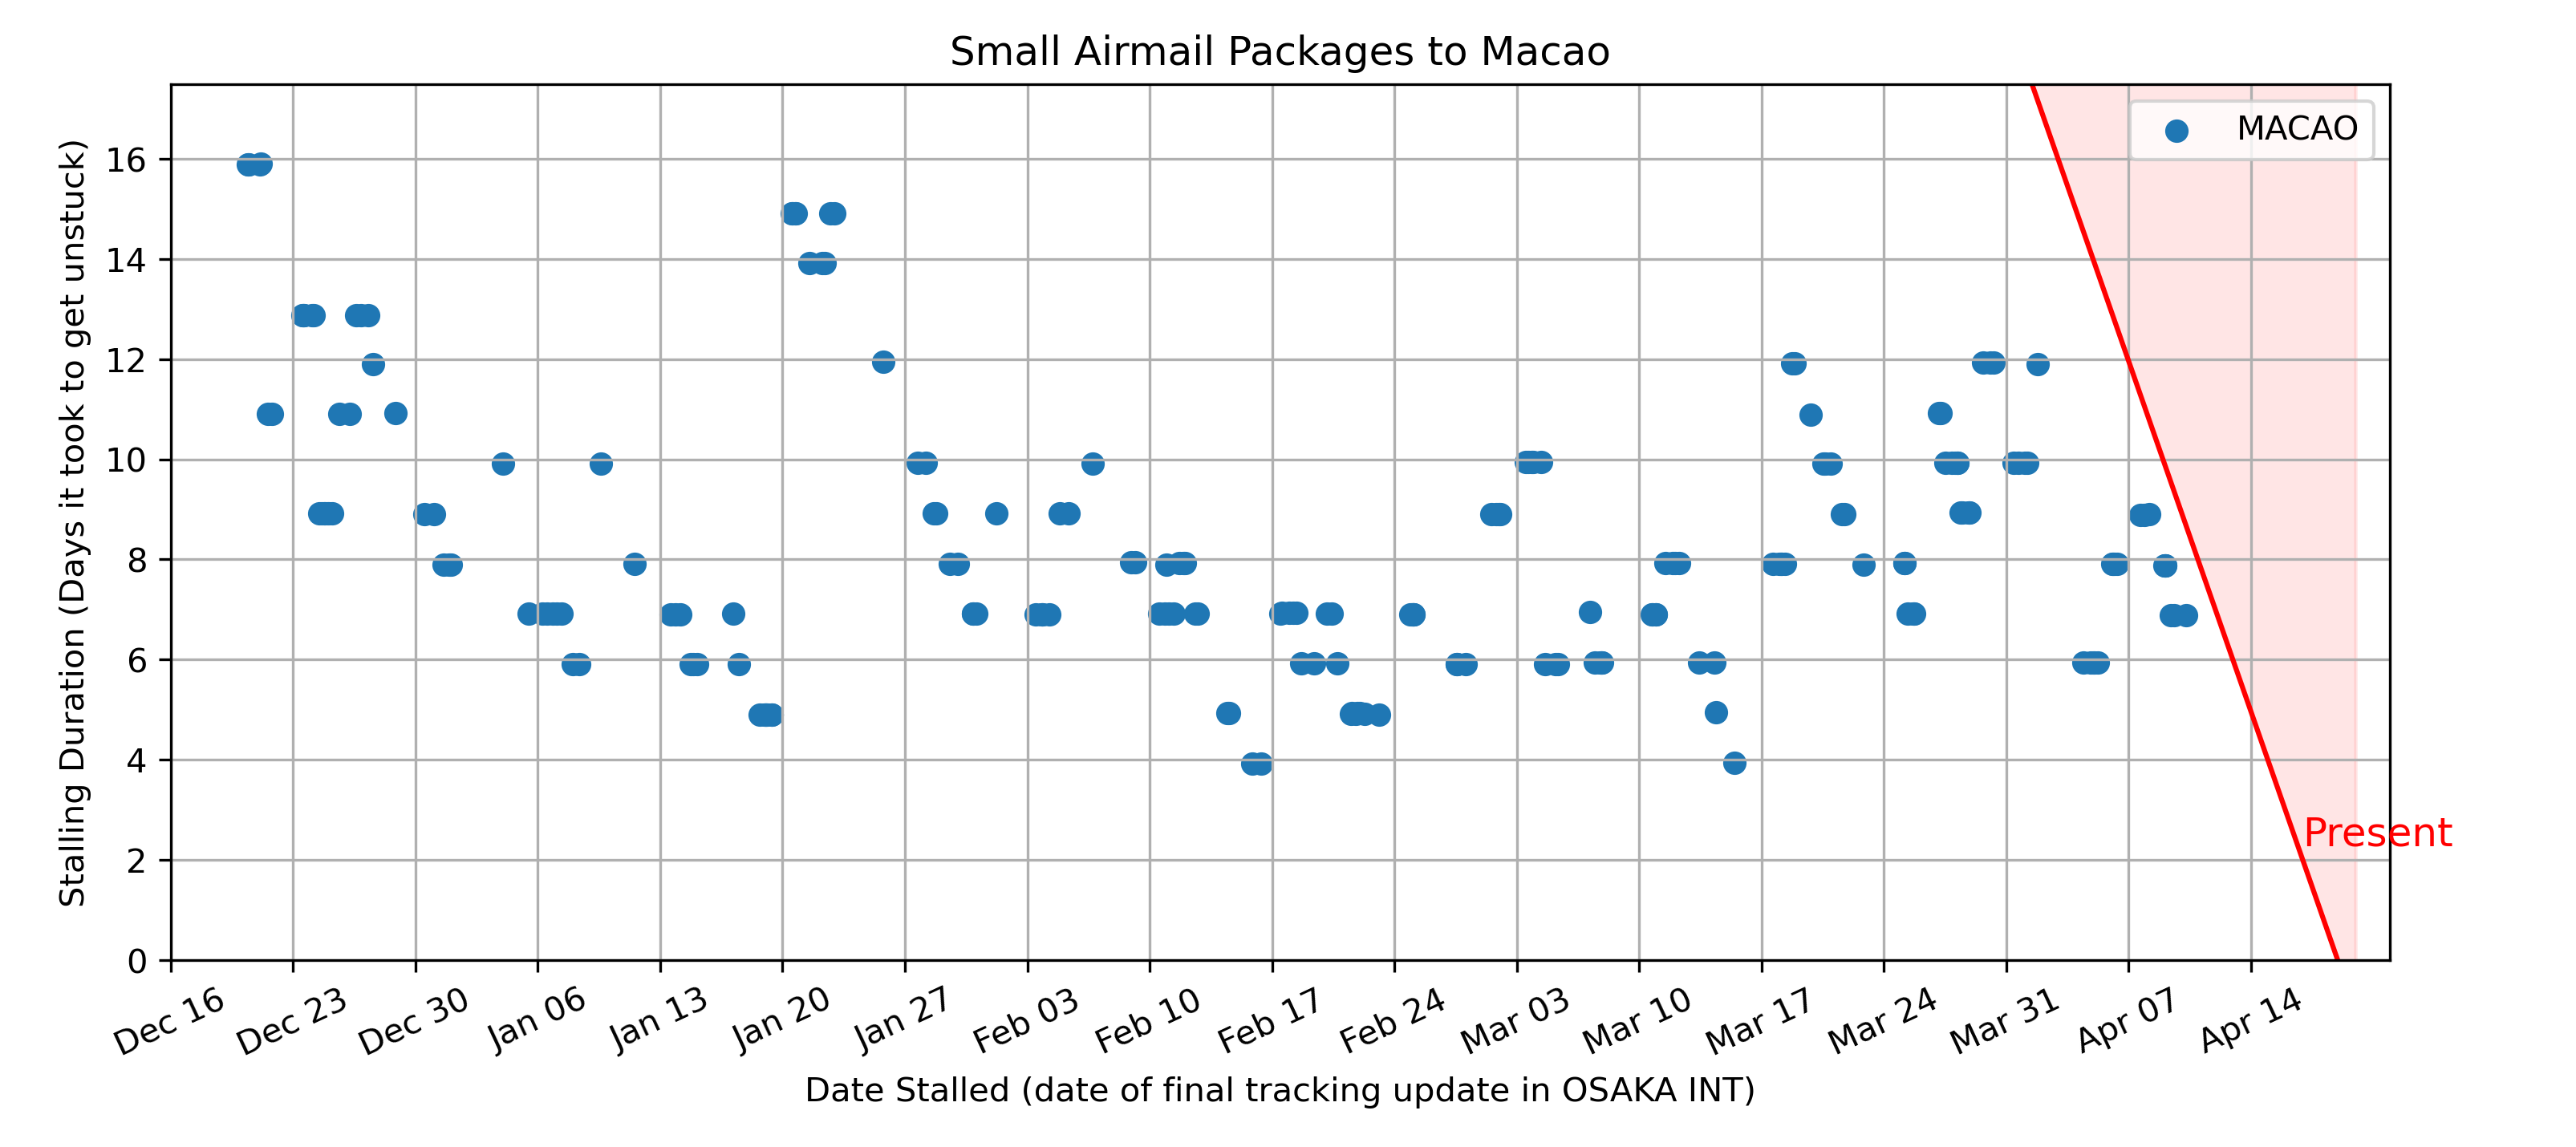 Small Airmail Packages to Macao
MACAO
Stalling Duration (Days it took to get unstuck)
16
14
12
10
8
6
4
2
0
Present
Dec 16
Dec 23
Dec 30
Jan 06
Jan 13
Jan 20
Jan 27
Feb 03
Feb 10
Feb 17
Feb 24
Mar 03
Mar 10
Mar 17
Mar 24
Mar 31
Apr 07
Apr 14
Date Stalled (date of final tracking update in OSAKA INT)